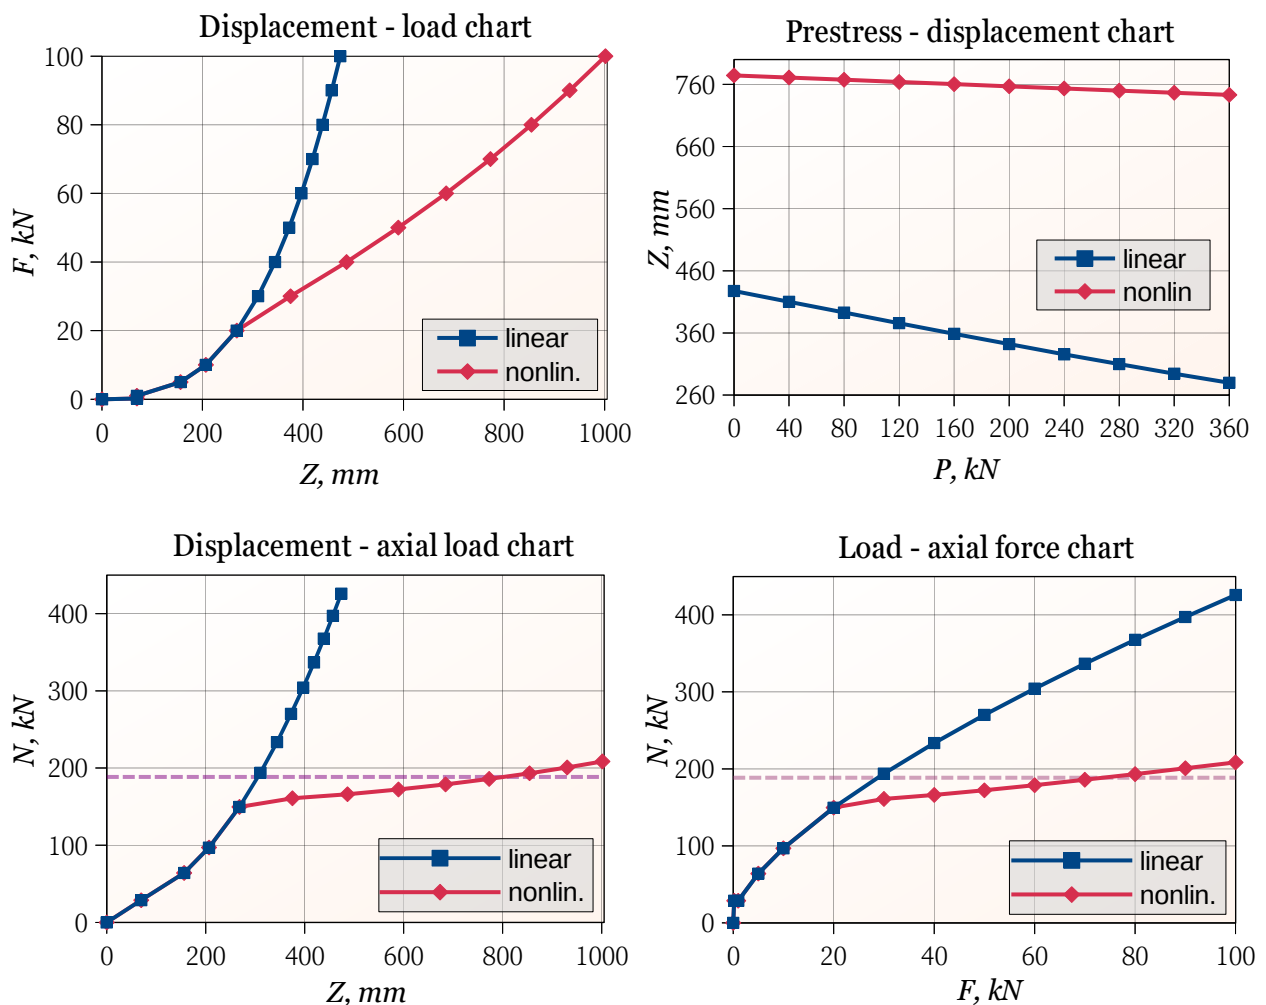 Displacement - load chart
100
80
60
40
20
0
F, kN
0 200 400 600 800 1000
Z, mm
linear
nonlin.
Prestress - displacement chart
760
660
560
460
360
260
Z, mm
0 40 80 120 160 200 240 280 320 360
P, kN
linear
nonlin
Displacement - axial load chart
400
300
200
100
0
N, kN
0 200 400 600 800 1000
Z, mm
linear
nonlin.
Load - axial force chart
400
300
200
100
0
N, kN
0 20 40 60 80 100
F, kN
linear
nonlin.